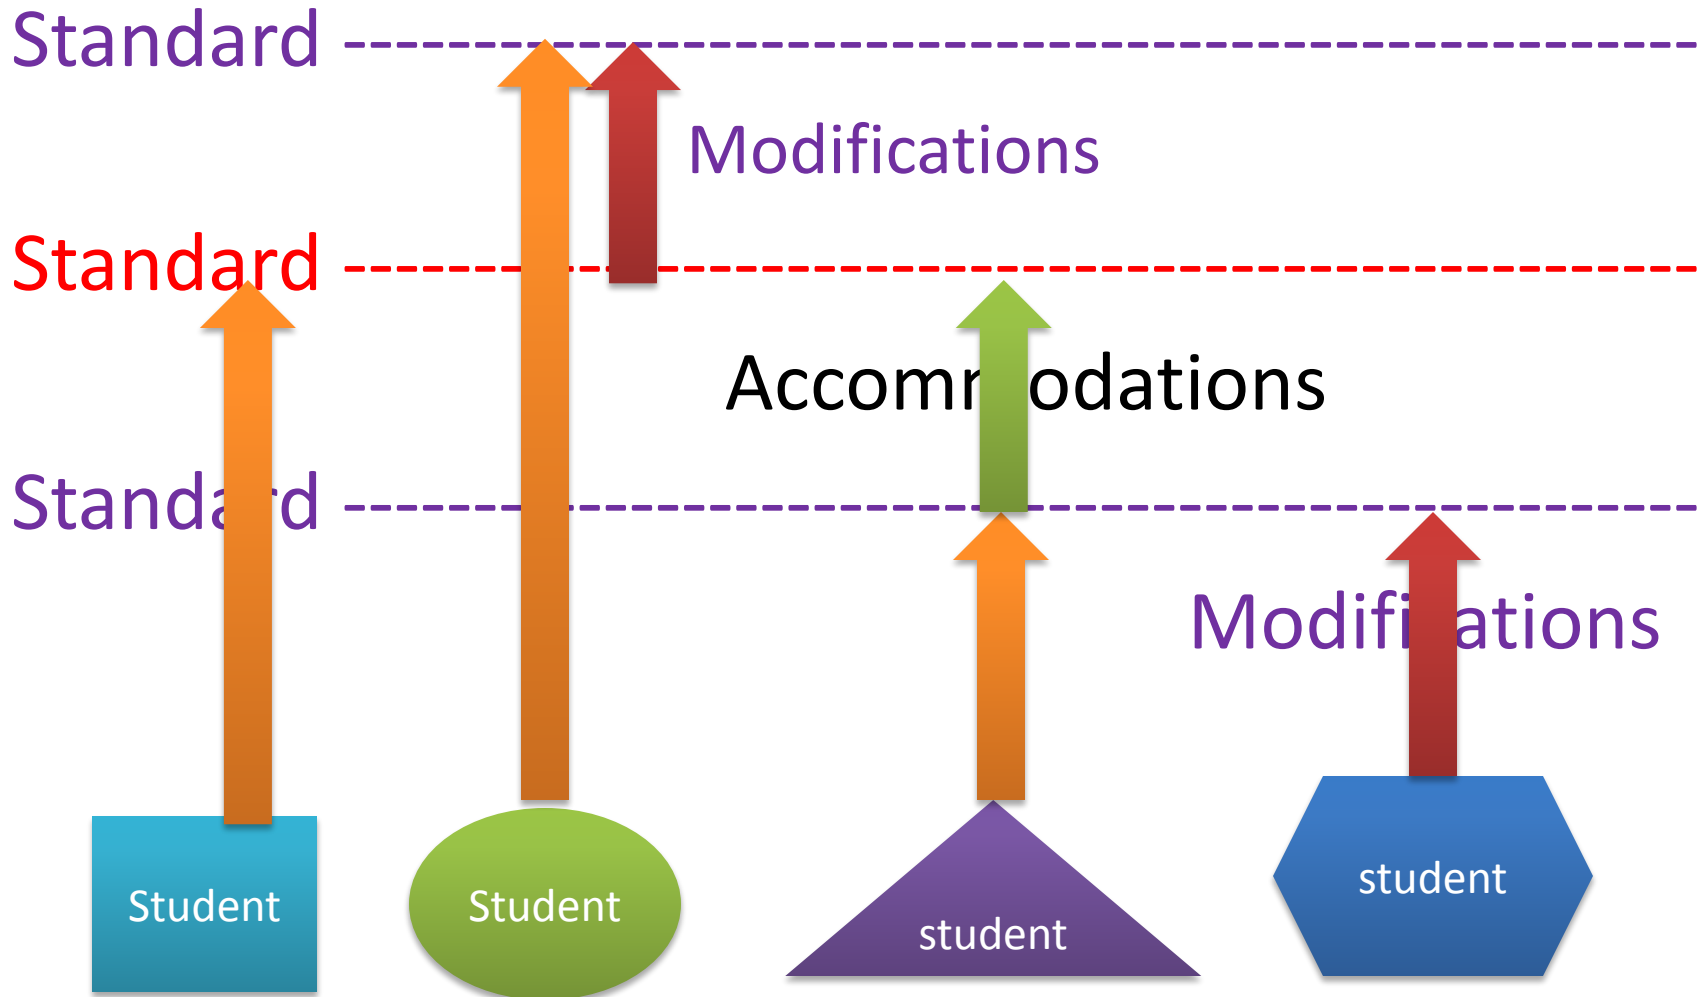 Standard
Modifications
Standard
Accommodations
Standard
Modifications
Student
Student
student
student